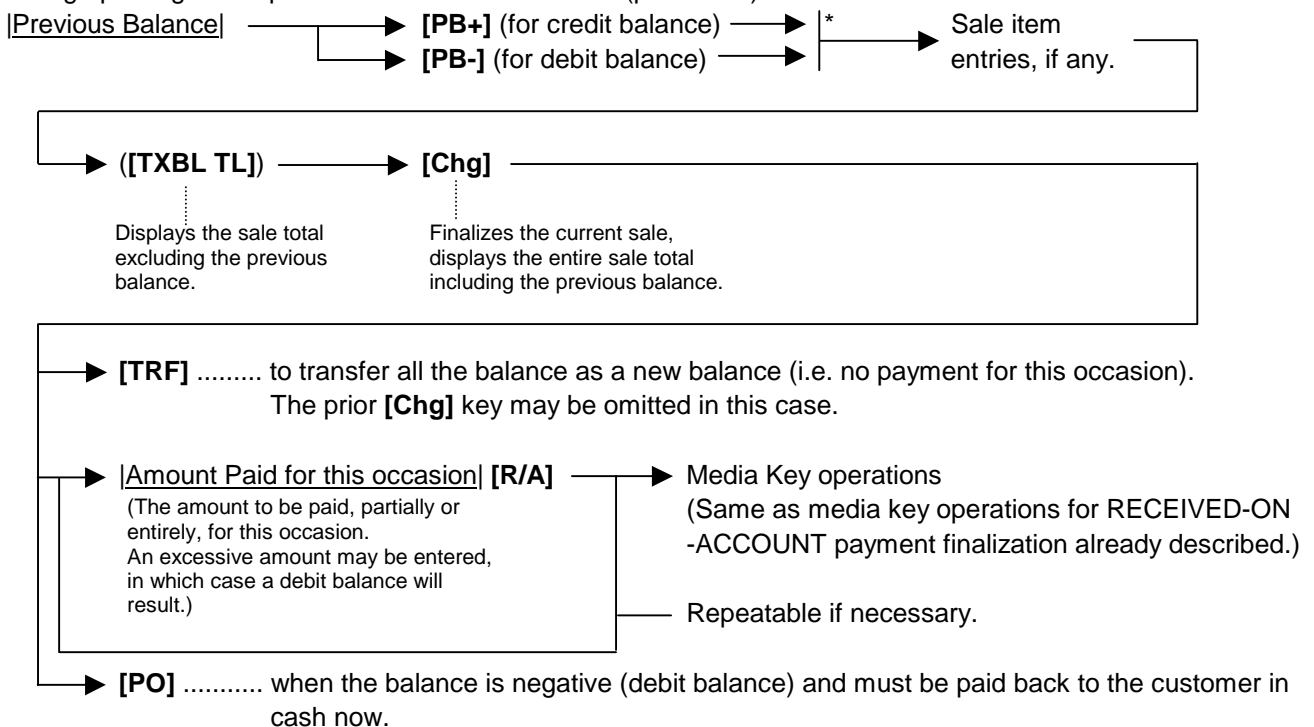 |Previous Balance| [PB+] (for credit balance) * Sale item
[PB-] (for debit balance) entries, if any.
([TXBL TL]) [Chg]
Displays the sale total
excluding the previous
balance.
Finalizes the current sale,
displays the entire sale total
including the previous balance.
[TRF] ......... to transfer all the balance as a new balance (i.e. no payment for this occasion).
The prior [Chg] key may be omitted in this case.
|Amount Paid for this occasion| [R/A] Media Key operations
(The amount to be paid, partially or
entirely, for this occasion.
An excessive amount may be entered,
in which case a debit balance will
result.)
(Same as media key operations for RECEIVED-ON
-ACCOUNT payment finalization already described.)
Repeatable if necessary.
[PO] ........... when the balance is negative (debit balance) and must be paid back to the customer in
cash now.